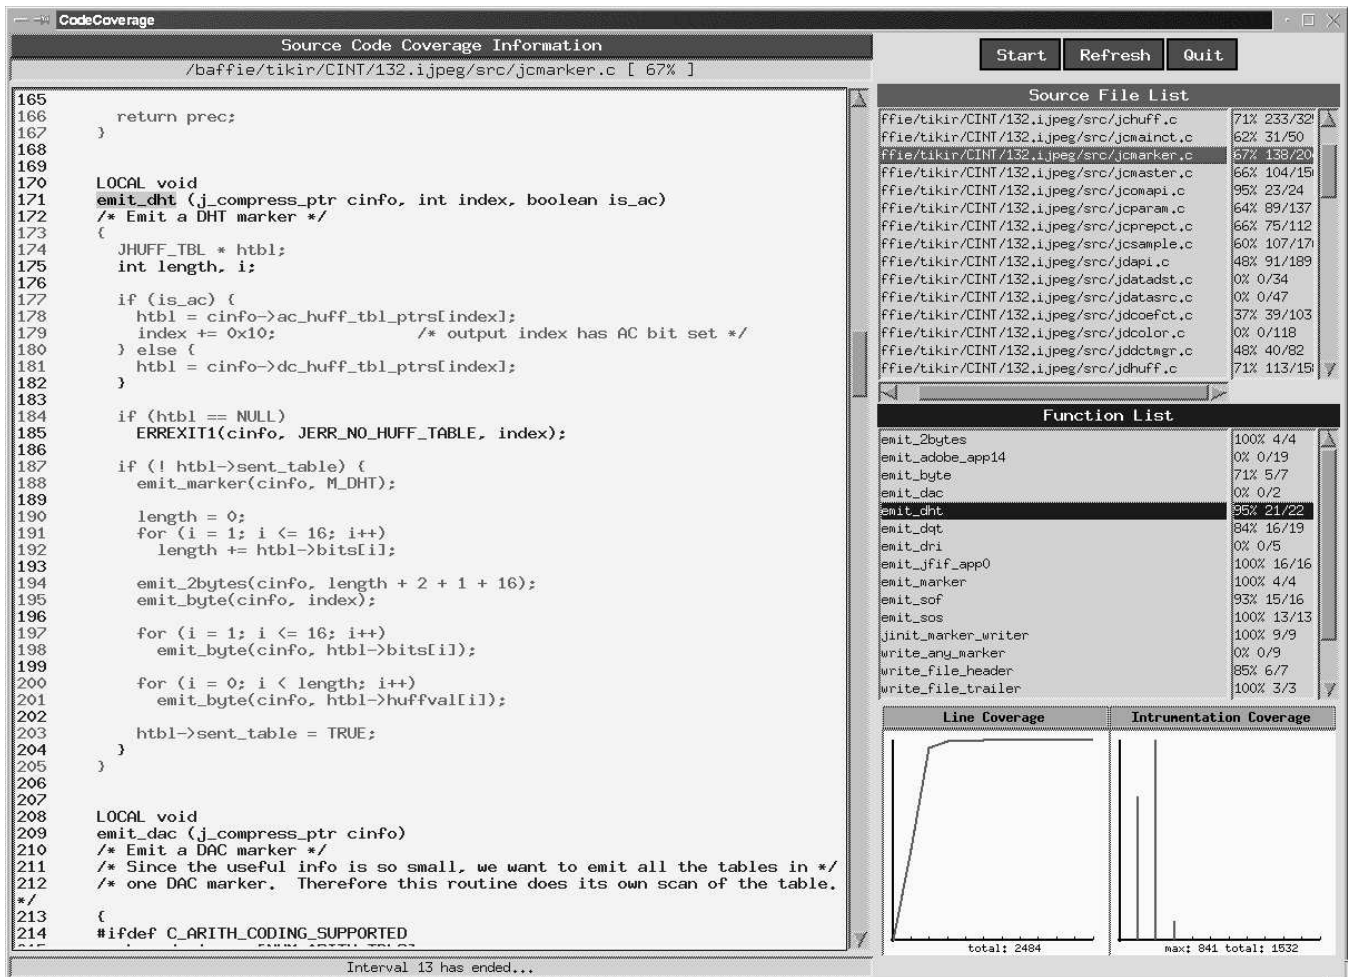 CodeCoverage
Source Code Coverage Information
/baffie/tikir/CINT/132.ijpeg/src/jcmarker.c [ 67% ]
165
166 return prec;
167 }
168
169
170 LOCAL void
171 emit_dht (j_compress_ptr cinfo, int index, boolean is_ac)
172 /* Emit a DHT marker */
173 {
174 JHUFF_TBL * htbl;
175 int length, i;
176
177 if (is_ac) {
178 htbl = cinfo->ac_huff_tbl_ptrs[index];
179 index += 0x10; /* output index has AC bit set */
180 } else {
181 htbl = cinfo->dc_huff_tbl_ptrs[index];
182 }
183
184 if (htbl == NULL)
185 ERREXIT1(cinfo, JERR_NO_HUFF_TABLE, index);
186
187 if (! htbl->sent_table) {
188 emit_marker(cinfo, M_DHT);
189
190 length = 0;
191 for (i = 1; i <= 16; i++)
192 length += htbl->bits[i];
193
194 emit_2bytes(cinfo, length + 2 + 1 + 16);
195 emit_byte(cinfo, index);
196
197 for (i = 1; i <= 16; i++)
198 emit_byte(cinfo, htbl->bits[i]);
199
200 for (i = 0; i < length; i++)
201 emit_byte(cinfo, htbl->huffval[i]);
202
203 htbl->sent_table = TRUE;
204 }
205 }
206
207
208 LOCAL void
209 emit_dac (j_compress_ptr cinfo)
210 /* Emit a DAC marker */
211 /* Since the useful info is so small, we want to emit all the tables in */
212 /* one DAC marker. Therefore this routine does its own scan of the table.
*/
213 {
214 #ifdef C_ARITH_CODING_SUPPORTED
Interval 13 has ended...
Start Refresh Quit
Source File List
ffie/tikir/CINT/132.ijpeg/src/jchuff.c 71% 233/32
ffie/tikir/CINT/132.ijpeg/src/jcmainct.c 62% 31/50
ffie/tikir/CINT/132.ijpeg/src/jcmarker.c 67% 138/20
ffie/tikir/CINT/132.ijpeg/src/jcmaster.c 66% 104/15
ffie/tikir/CINT/132.ijpeg/src/jcomapi.c 95% 23/24
ffie/tikir/CINT/132.ijpeg/src/jcparam.c 64% 89/137
ffie/tikir/CINT/132.ijpeg/src/jcprepct.c 66% 75/112
ffie/tikir/CINT/132.ijpeg/src/jcsample.c 60% 107/17
ffie/tikir/CINT/132.ijpeg/src/jdapi.c 48% 91/189
ffie/tikir/CINT/132.ijpeg/src/jdatadst.c 0% 0/34
ffie/tikir/CINT/132.ijpeg/src/jdatasrc.c 0% 0/47
ffie/tikir/CINT/132.ijpeg/src/jdcoefct.c 37% 39/103
ffie/tikir/CINT/132.ijpeg/src/jdcolor.c 0% 0/118
ffie/tikir/CINT/132.ijpeg/src/jddctmgr.c 48% 40/82
ffie/tikir/CINT/132.ijpeg/src/jdhuff.c 71% 113/15
Function List
emit_2bytes 100% 4/4
emit_adobe_app14 0% 0/19
emit_byte 71% 5/7
emit_dac 0% 0/2
emit_dht 95% 21/22
emit_dqt 84% 16/19
emit_dri 0% 0/5
emit_jfif_app0 100% 16/16
emit_marker 100% 4/4
emit_sof 93% 15/16
emit_sos 100% 13/13
jinit_marker_writer 100% 9/9
write_any_marker 0% 0/9
write_file_header 85% 6/7
write_file_trailer 100% 3/3
Line Coverage
total: 2484
Intrumentation Coverage
max: 841 total: 1532